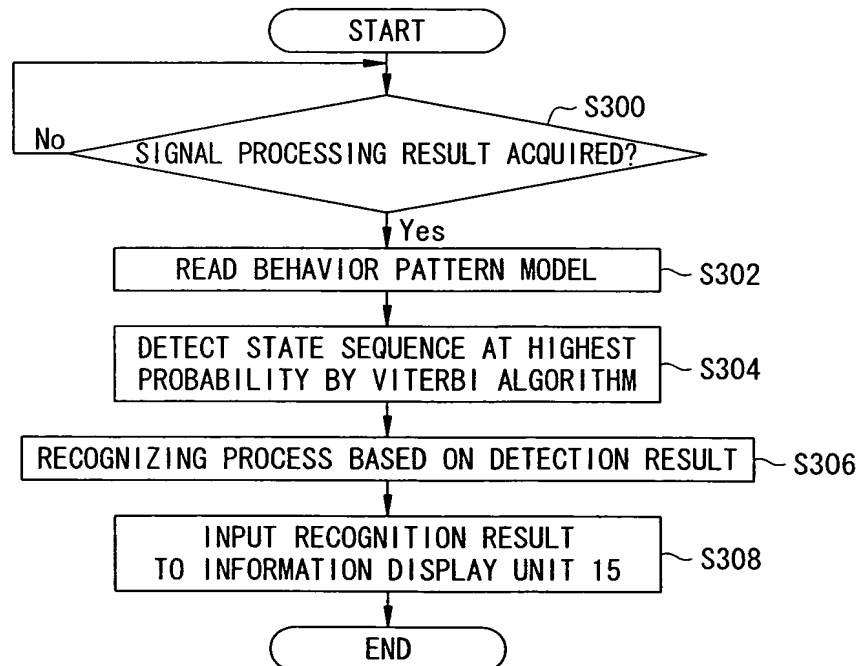 START
S300
No
SIGNAL PROCESSING RESULT ACQUIRED?
Yes
READ BEHAVIOR PATTERN MODEL
S302
DETECT STATE SEQUENCE AT HIGHEST
PROBABILITY BY VITERBI ALGORITHM
S304
RECOGNIZING PROCESS BASED ON DETECTION RESULT
S306
INPUT RECOGNITION RESULT
TO INFORMATION DISPLAY UNIT 15
S308
END